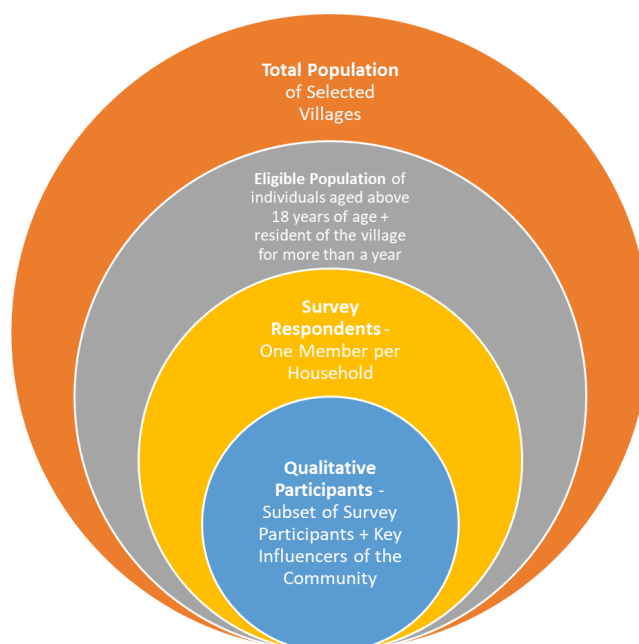 Total Population
of Selected
Villages
Eligible Population of
individuals aged above
18 years of age +
resident of the village
for more than a year
Survey
Respondents -
One Member per
Household
Qualitative
Participants -
Subset of Survey
Participants + Key
Influencers of the
Community